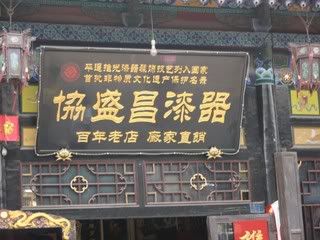 平遥推光漆器髹饰技艺列入国家
首批非物质文化遗产保护名录
協盛昌漆器
百年老店 廠家直銷